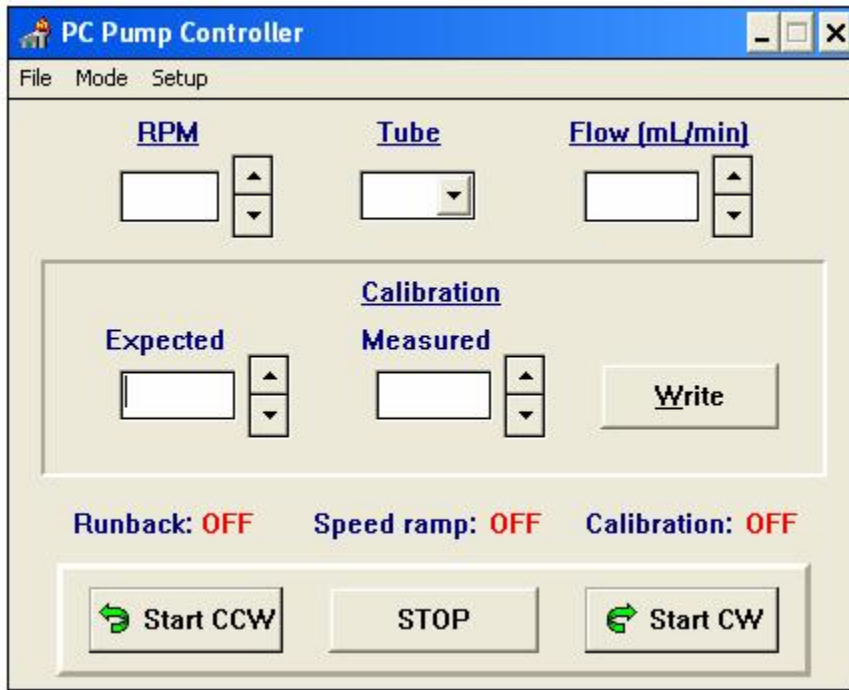 PC Pump Controller
File Mode Setup
RPM Tube Flow (mL/min)
Calibration
Expected Measured
Write
Runback: OFF Speed ramp: OFF Calibration: OFF
Start CCW STOP Start CW